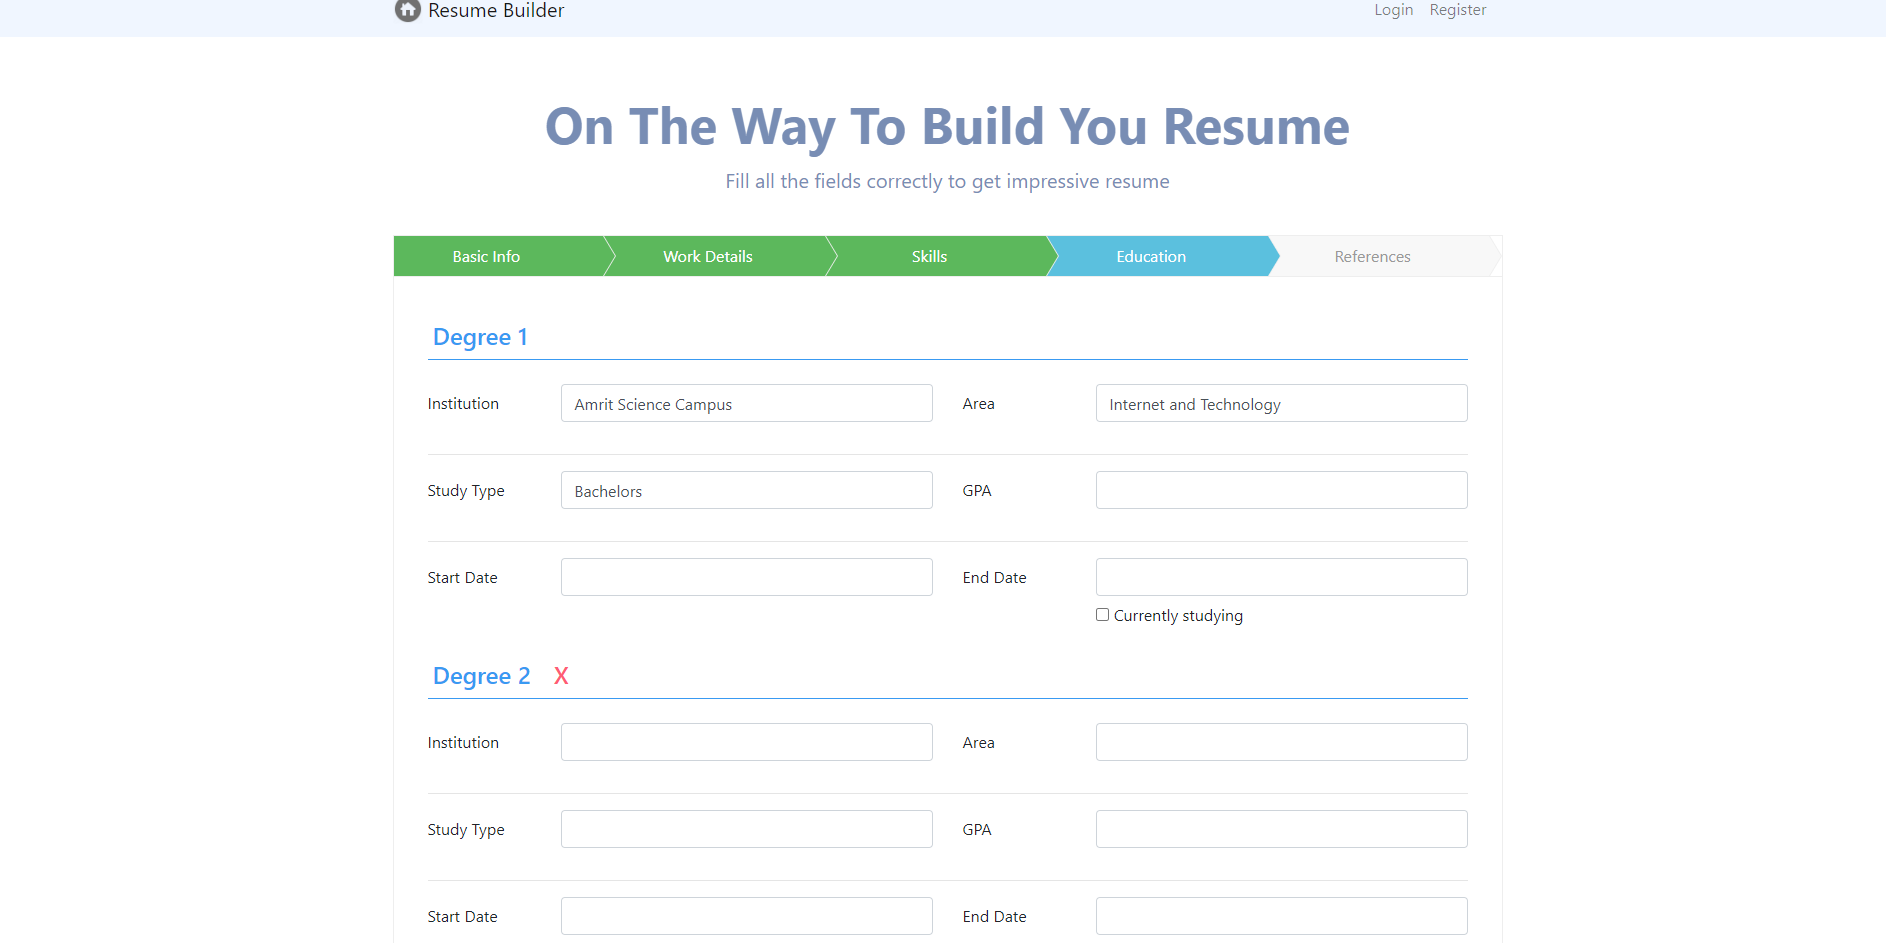 Resume Builder Login Register
On The Way To Build You Resume
Fill all the fields correctly to get impressive resume
Basic Info Work Details Skills Education References
Degree 1
Institution Amrit Science Campus Area Internet and Technology
Study Type Bachelors GPA
Start Date End Date
Currently studying
Degree 2 X
Institution Area
Study Type GPA
Start Date End Date